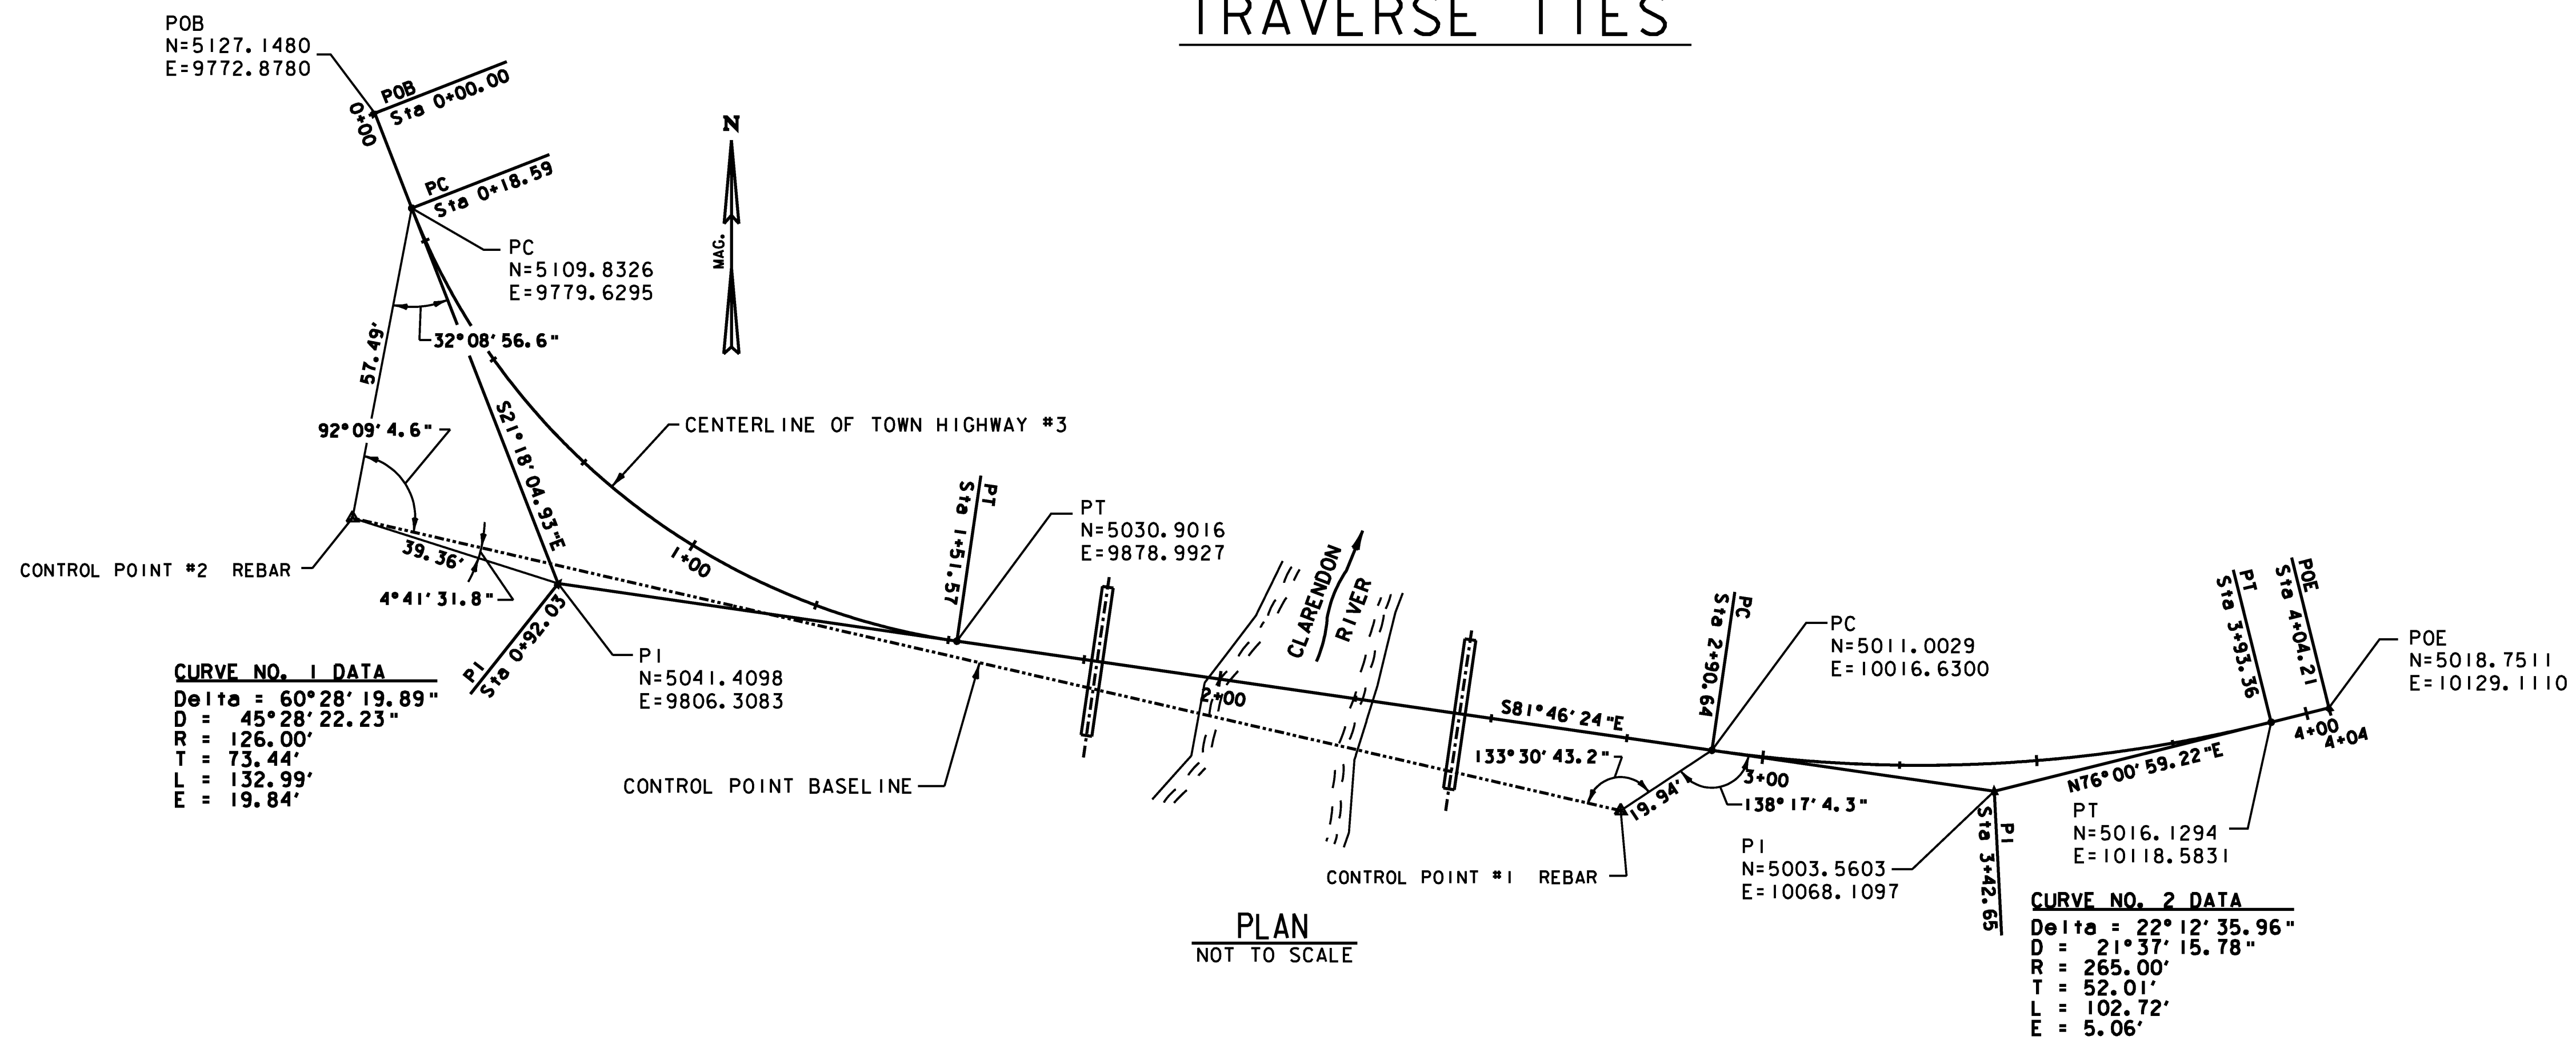 TRAVERSE TIES
POB
N=5127.1480
E=9772.8780
POB
Sta 0+00.00
0+00
PC
Sta 0+18.59
PC
N=5109.8326
E=9779.6295
N
MAG.
57.49'
32°08'56.6"
92°09'4.6"
S21°18'04.93"E
CENTERLINE OF TOWN HIGHWAY #3
CONTROL POINT #2 REBAR
39.36'
4°41'31.8"
1+00
PI
Sta 0+92.03
PI
N=5041.4098
E=9806.3083
PT
Sta 1+51.57
PT
N=5030.9016
E=9878.9927
CLARENDON
RIVER
2+00
CONTROL POINT BASELINE
S81°46'24"E
PC
Sta 2+90.64
PC
N=5011.0029
E=10016.6300
133°30'43.2"
19.94'
3+00
138°17'4.3"
CONTROL POINT #1 REBAR
PI
N=5003.5603
E=10068.1097
PI
Sta 3+42.65
N76°00'59.22"E
PT
Sta 3+93.36
POE
Sta 4+04.21
4+00
4+04
POE
N=5018.7511
E=10129.1110
PT
N=5016.1294
E=10118.5831
CURVE NO. 1 DATA
Delta = 60°28'19.89"
D = 45°28'22.23"
R = 126.00'
T = 73.44'
L = 132.99'
E = 19.84'
PLAN
NOT TO SCALE
CURVE NO. 2 DATA
Delta = 22°12'35.96"
D = 21°37'15.78"
R = 265.00'
T = 52.01'
L = 102.72'
E = 5.06'